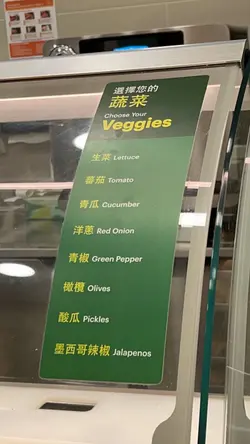 選擇您的
蔬菜
Choose Your
Veggies
生菜 Lettuce
蕃茄 Tomato
青瓜 Cucumber
洋蔥 Red Onion
青椒 Green Pepper
橄欖 Olives
酸瓜 Pickles
墨西哥辣椒 Jalapenos